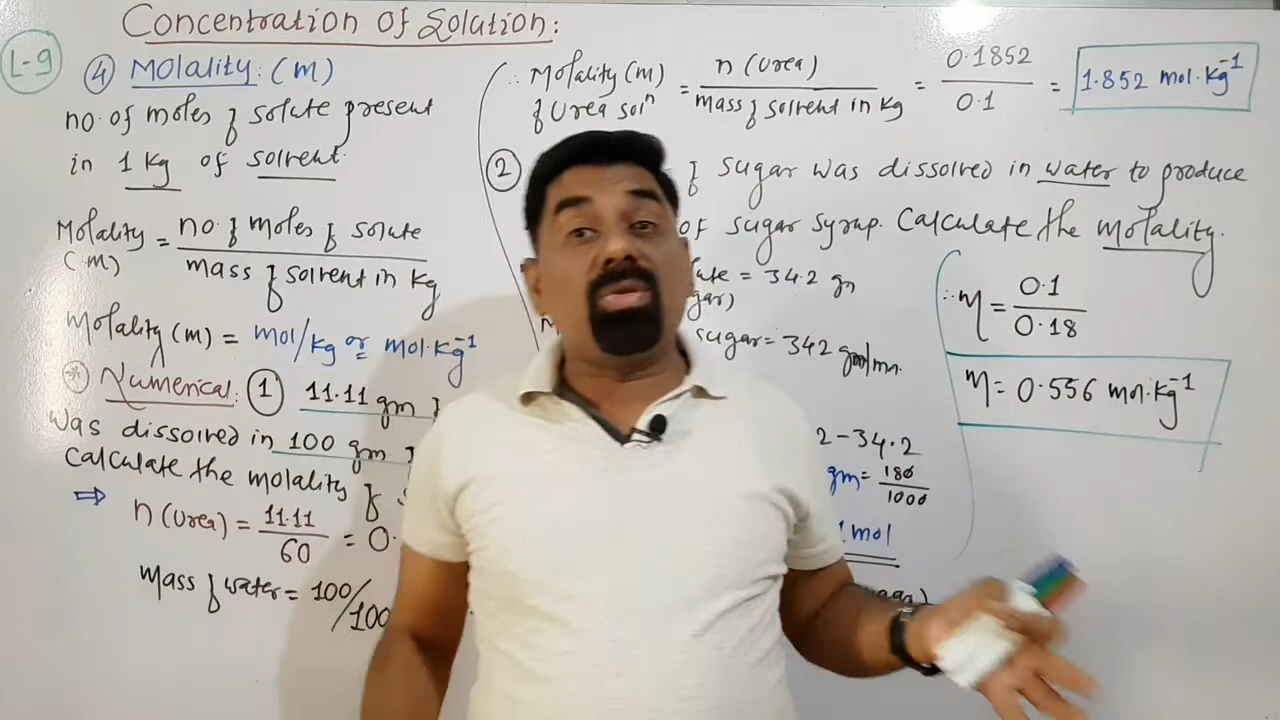 Concentration of Solution:
L-9
④ Molality: (m)
no. of moles of solute present
in 1 Kg of solvent.
Molality (m) = no. of moles of solute
mass of solvent in Kg
Molality (m) = mol/kg or mol·kg⁻¹
* Numerical: ① 11.11 gm
was dissolved in 100 gm
Calculate the molality of
⇒ n (Urea) = 11.11 / 60 = 0.
mass of water = 100/100
∴ Molality (m) of Urea solⁿ = n (Urea) / mass of solvent in Kg = 0.1852 / 0.1 = 1.852 mol·kg⁻¹
② of sugar was dissolved in water to produce
of sugar syrup. Calculate the molality.
= 34.2 gm
sugar = 342
2 - 34.2
gm = 180 / 1000
mol
∴ m = 0.1 / 0.18
m = 0.556 mol·kg⁻¹